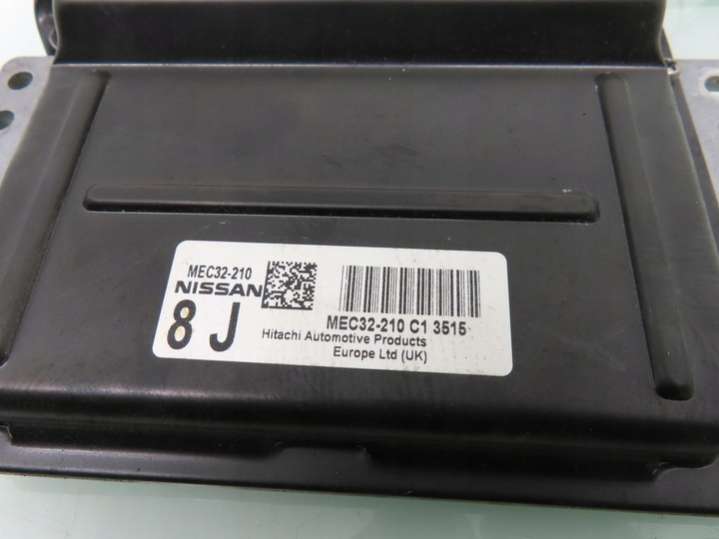 MEC32-210
NISSAN
8 J
MEC32-210 C1 3515
Hitachi Automotive Products
Europe Ltd (UK)